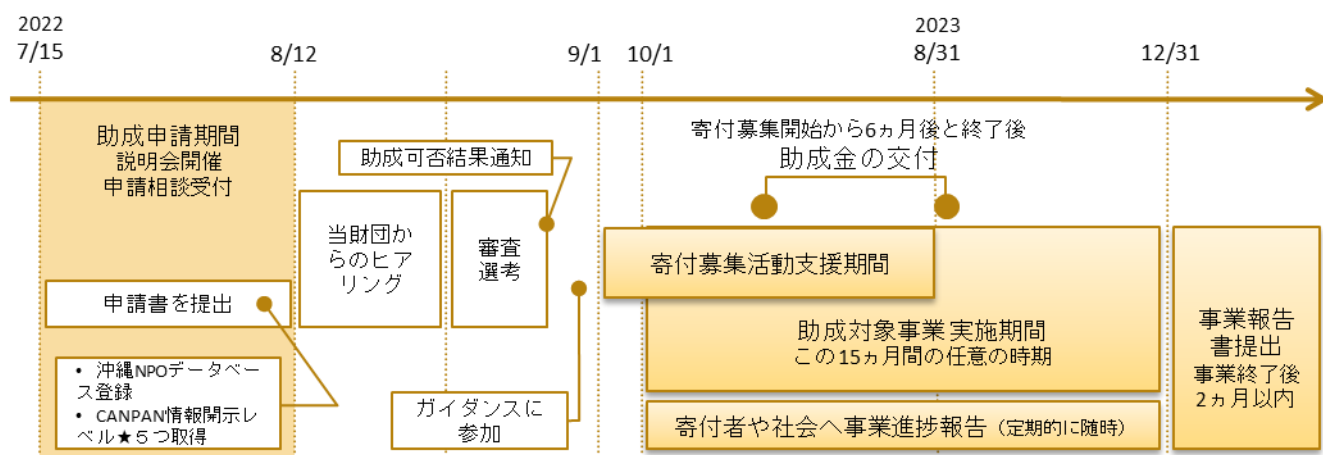 2022
7/15
8/12
9/1
10/1
2023
8/31
12/31
助成申請期間
説明会開催
申請相談受付
申請書を提出
• 沖縄NPOデータベー
ス登録
• CANPAN情報開示レ
ベル★5つ取得
当財団か
らのヒア
リング
助成可否結果通知
審査
選考
ガイダンスに
参加
寄付募集開始から6ヵ月後と終了後
助成金の交付
寄付募集活動支援期間
助成対象事業実施期間
この15ヵ月間の任意の時期
寄付者や社会へ事業進捗報告（定期的に随時）
事業報告
書提出
事業終了後
2ヵ月以内